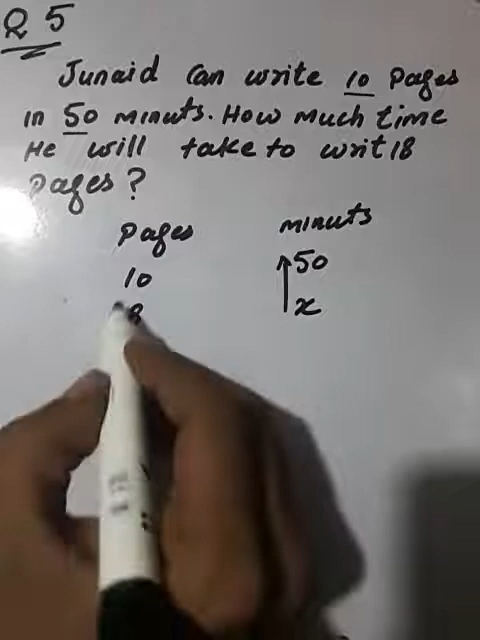 Q 5
Junaid Can write 10 Pages
in 50 minuts. How much time
He will take to writ 18
Pages?
Pages minuts
10 50
8 x